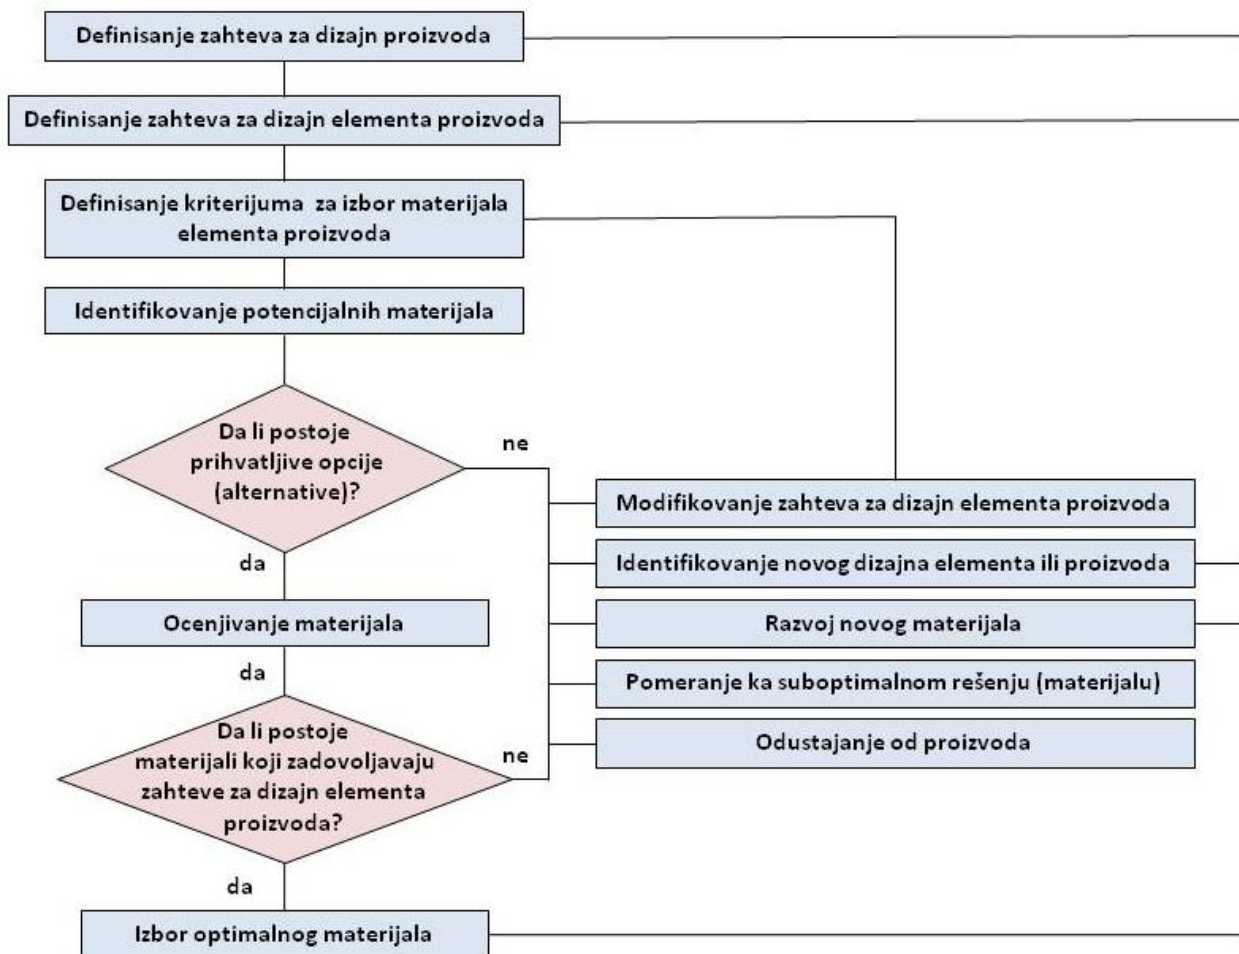 Definisanje zahteva za dizajn proizvoda
Definisanje zahteva za dizajn elementa proizvoda
Definisanje kriterijuma za izbor materijala
elementa proizvoda
Identifikovanje potencijalnih materijala
Da li postoje
prihvatljive opcije
(alternative)?
ne
da
Modifikovanje zahteva za dizajn elementa proizvoda
Identifikovanje novog dizajna elementa ili proizvoda
Ocenjivanje materijala
Razvoj novog materijala
da
Pomeranje ka suboptimalnom rešenju (materijalu)
Da li postoje
materijali koji zadovoljavaju
zahteve za dizajn elementa
proizvoda?
ne
Odustajanje od proizvoda
da
Izbor optimalnog materijala